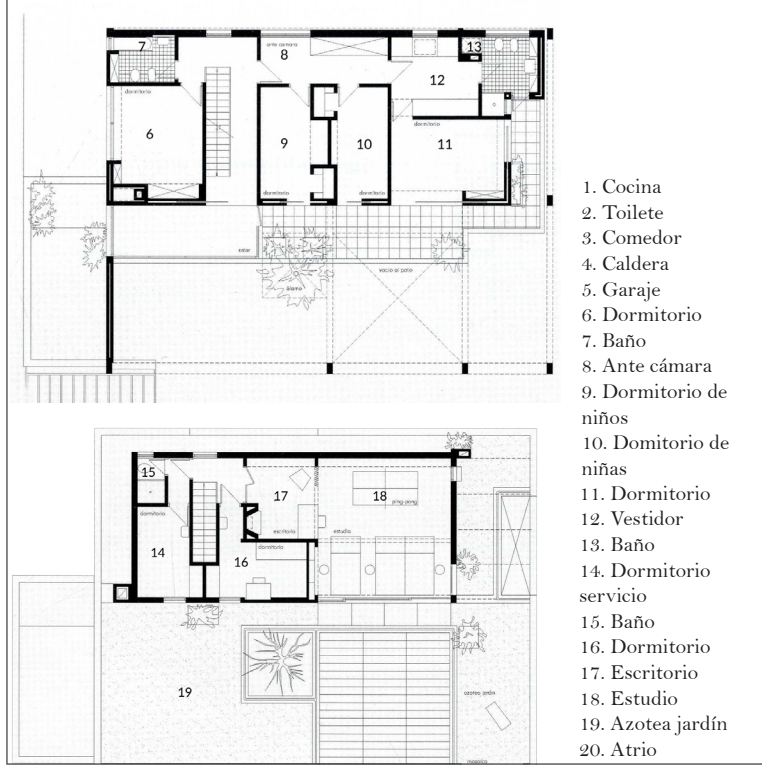 7
ante camara
8
13
12
dormitorio
6
9
10
dormitorio
11
dormitorio
dormitorio
estar
vacio al patio
álamo
15
17
18
ping-pong
dormitorio
escritorio
estudio
14
dormitorio
16
19
azotea jardín
mosaico
1. Cocina
2. Toilete
3. Comedor
4. Caldera
5. Garaje
6. Dormitorio
7. Baño
8. Ante cámara
9. Dormitorio de
niños
10. Domitorio de
niñas
11. Dormitorio
12. Vestidor
13. Baño
14. Dormitorio
servicio
15. Baño
16. Dormitorio
17. Escritorio
18. Estudio
19. Azotea jardín
20. Atrio